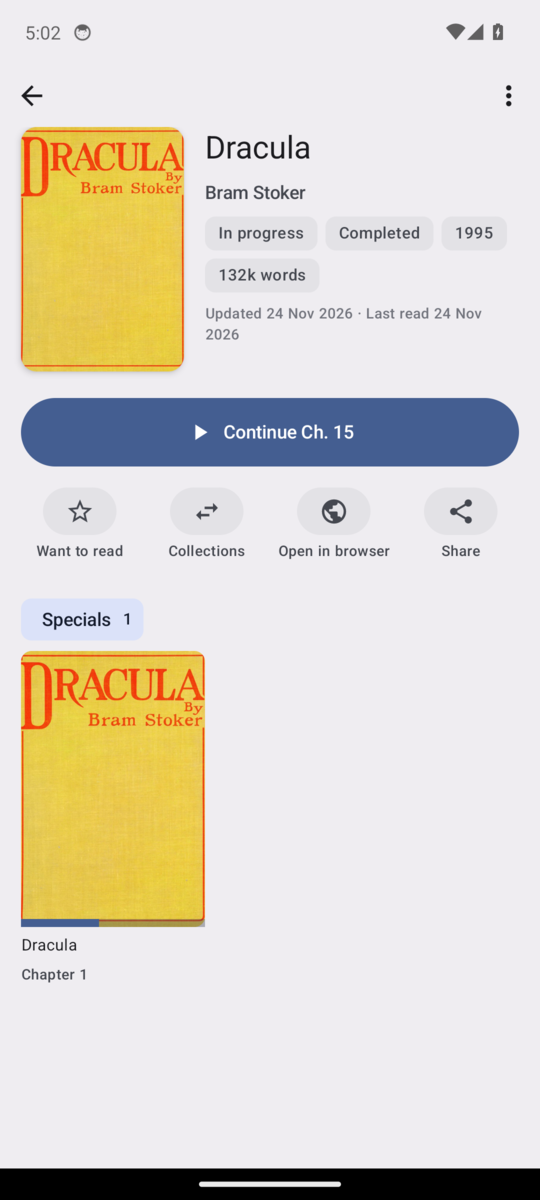 5:02
DRACULA
By
Bram Stoker
Dracula
Bram Stoker
In progress
Completed
1995
132k words
Updated 24 Nov 2026 · Last read 24 Nov
2026
Continue Ch. 15
Want to read
Collections
Open in browser
Share
Specials 1
DRACULA
By
Bram Stoker
Dracula
Chapter 1